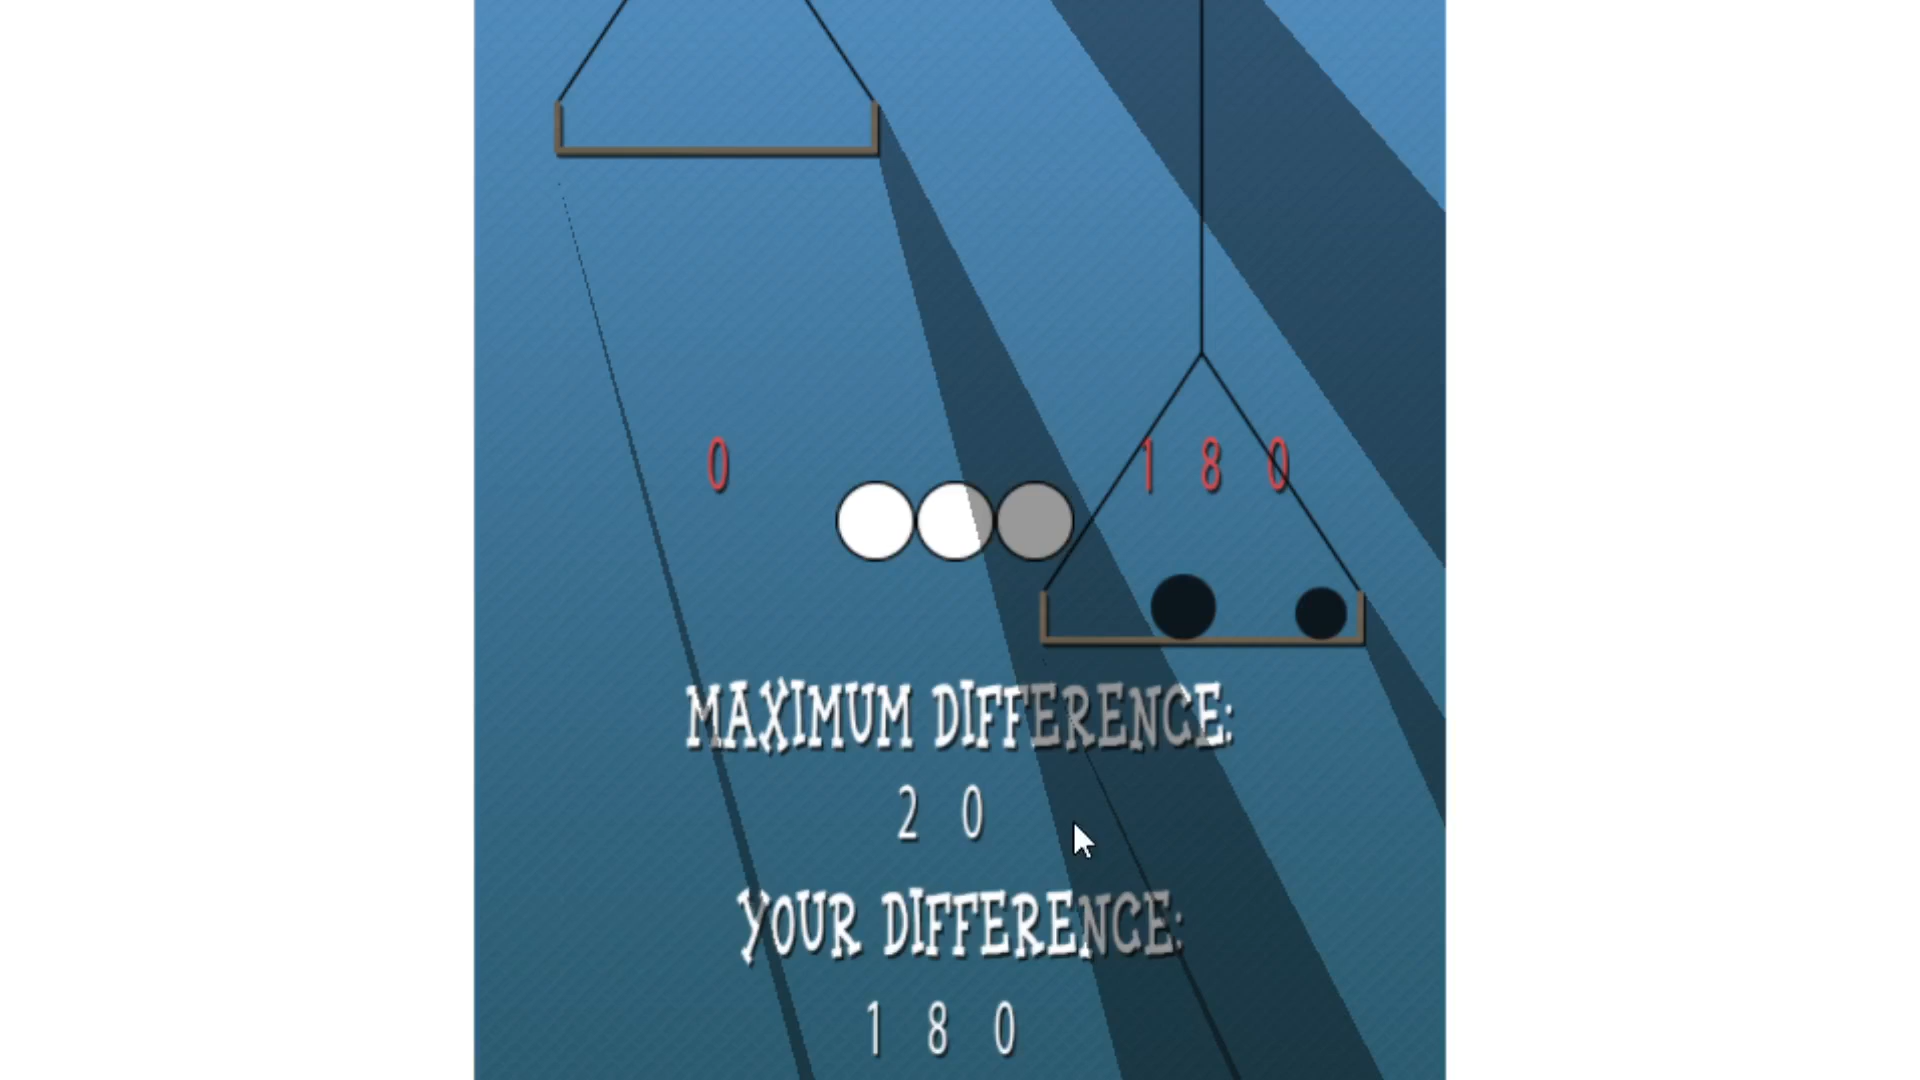 0
1 8 0
MAXIMUM DIFFERENCE:
2 0
YOUR DIFFERENCE:
1 8 0